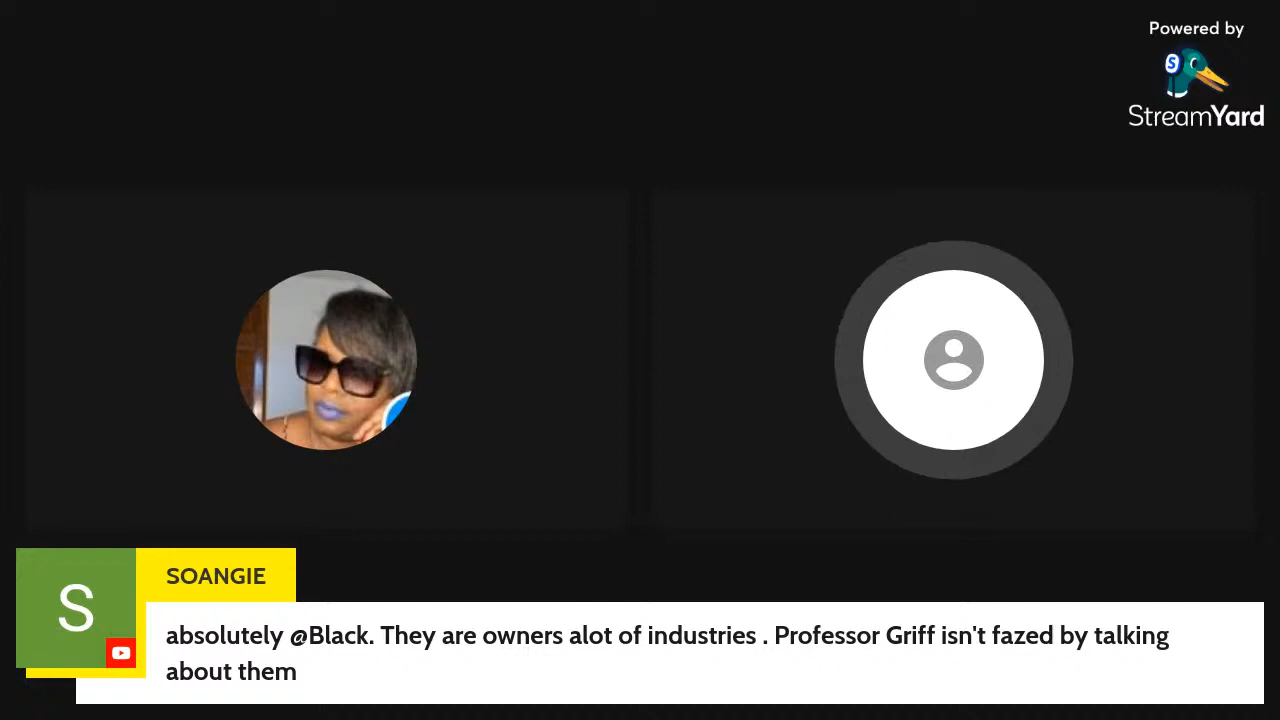 Powered by
S
StreamYard
S
SOANGIE
absolutely @Black. They are owners alot of industries . Professor Griff isn't fazed by talking
about them